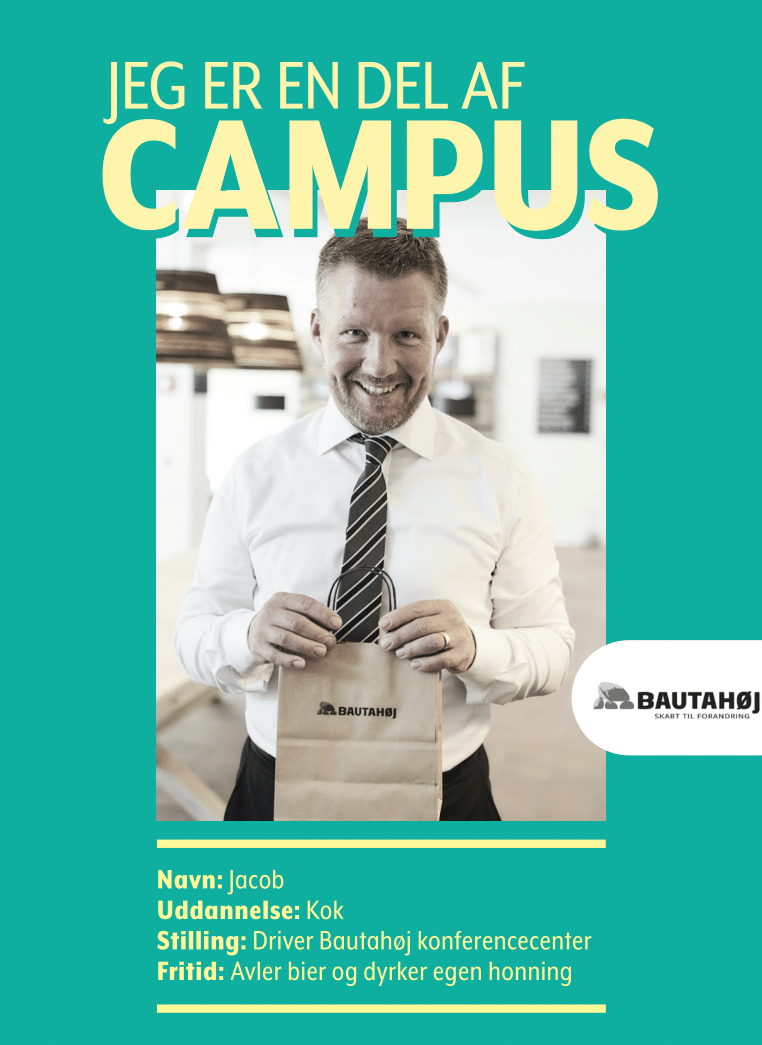 JEG ER EN DEL AF
CAMPUS
BAUTAHØJ
BAUTAHØJ
SKABT TIL FORANDRING
Navn: Jacob
Uddannelse: Kok
Stilling: Driver Bautahøj konferencecenter
Fritid: Avler bier og dyrker egen honning